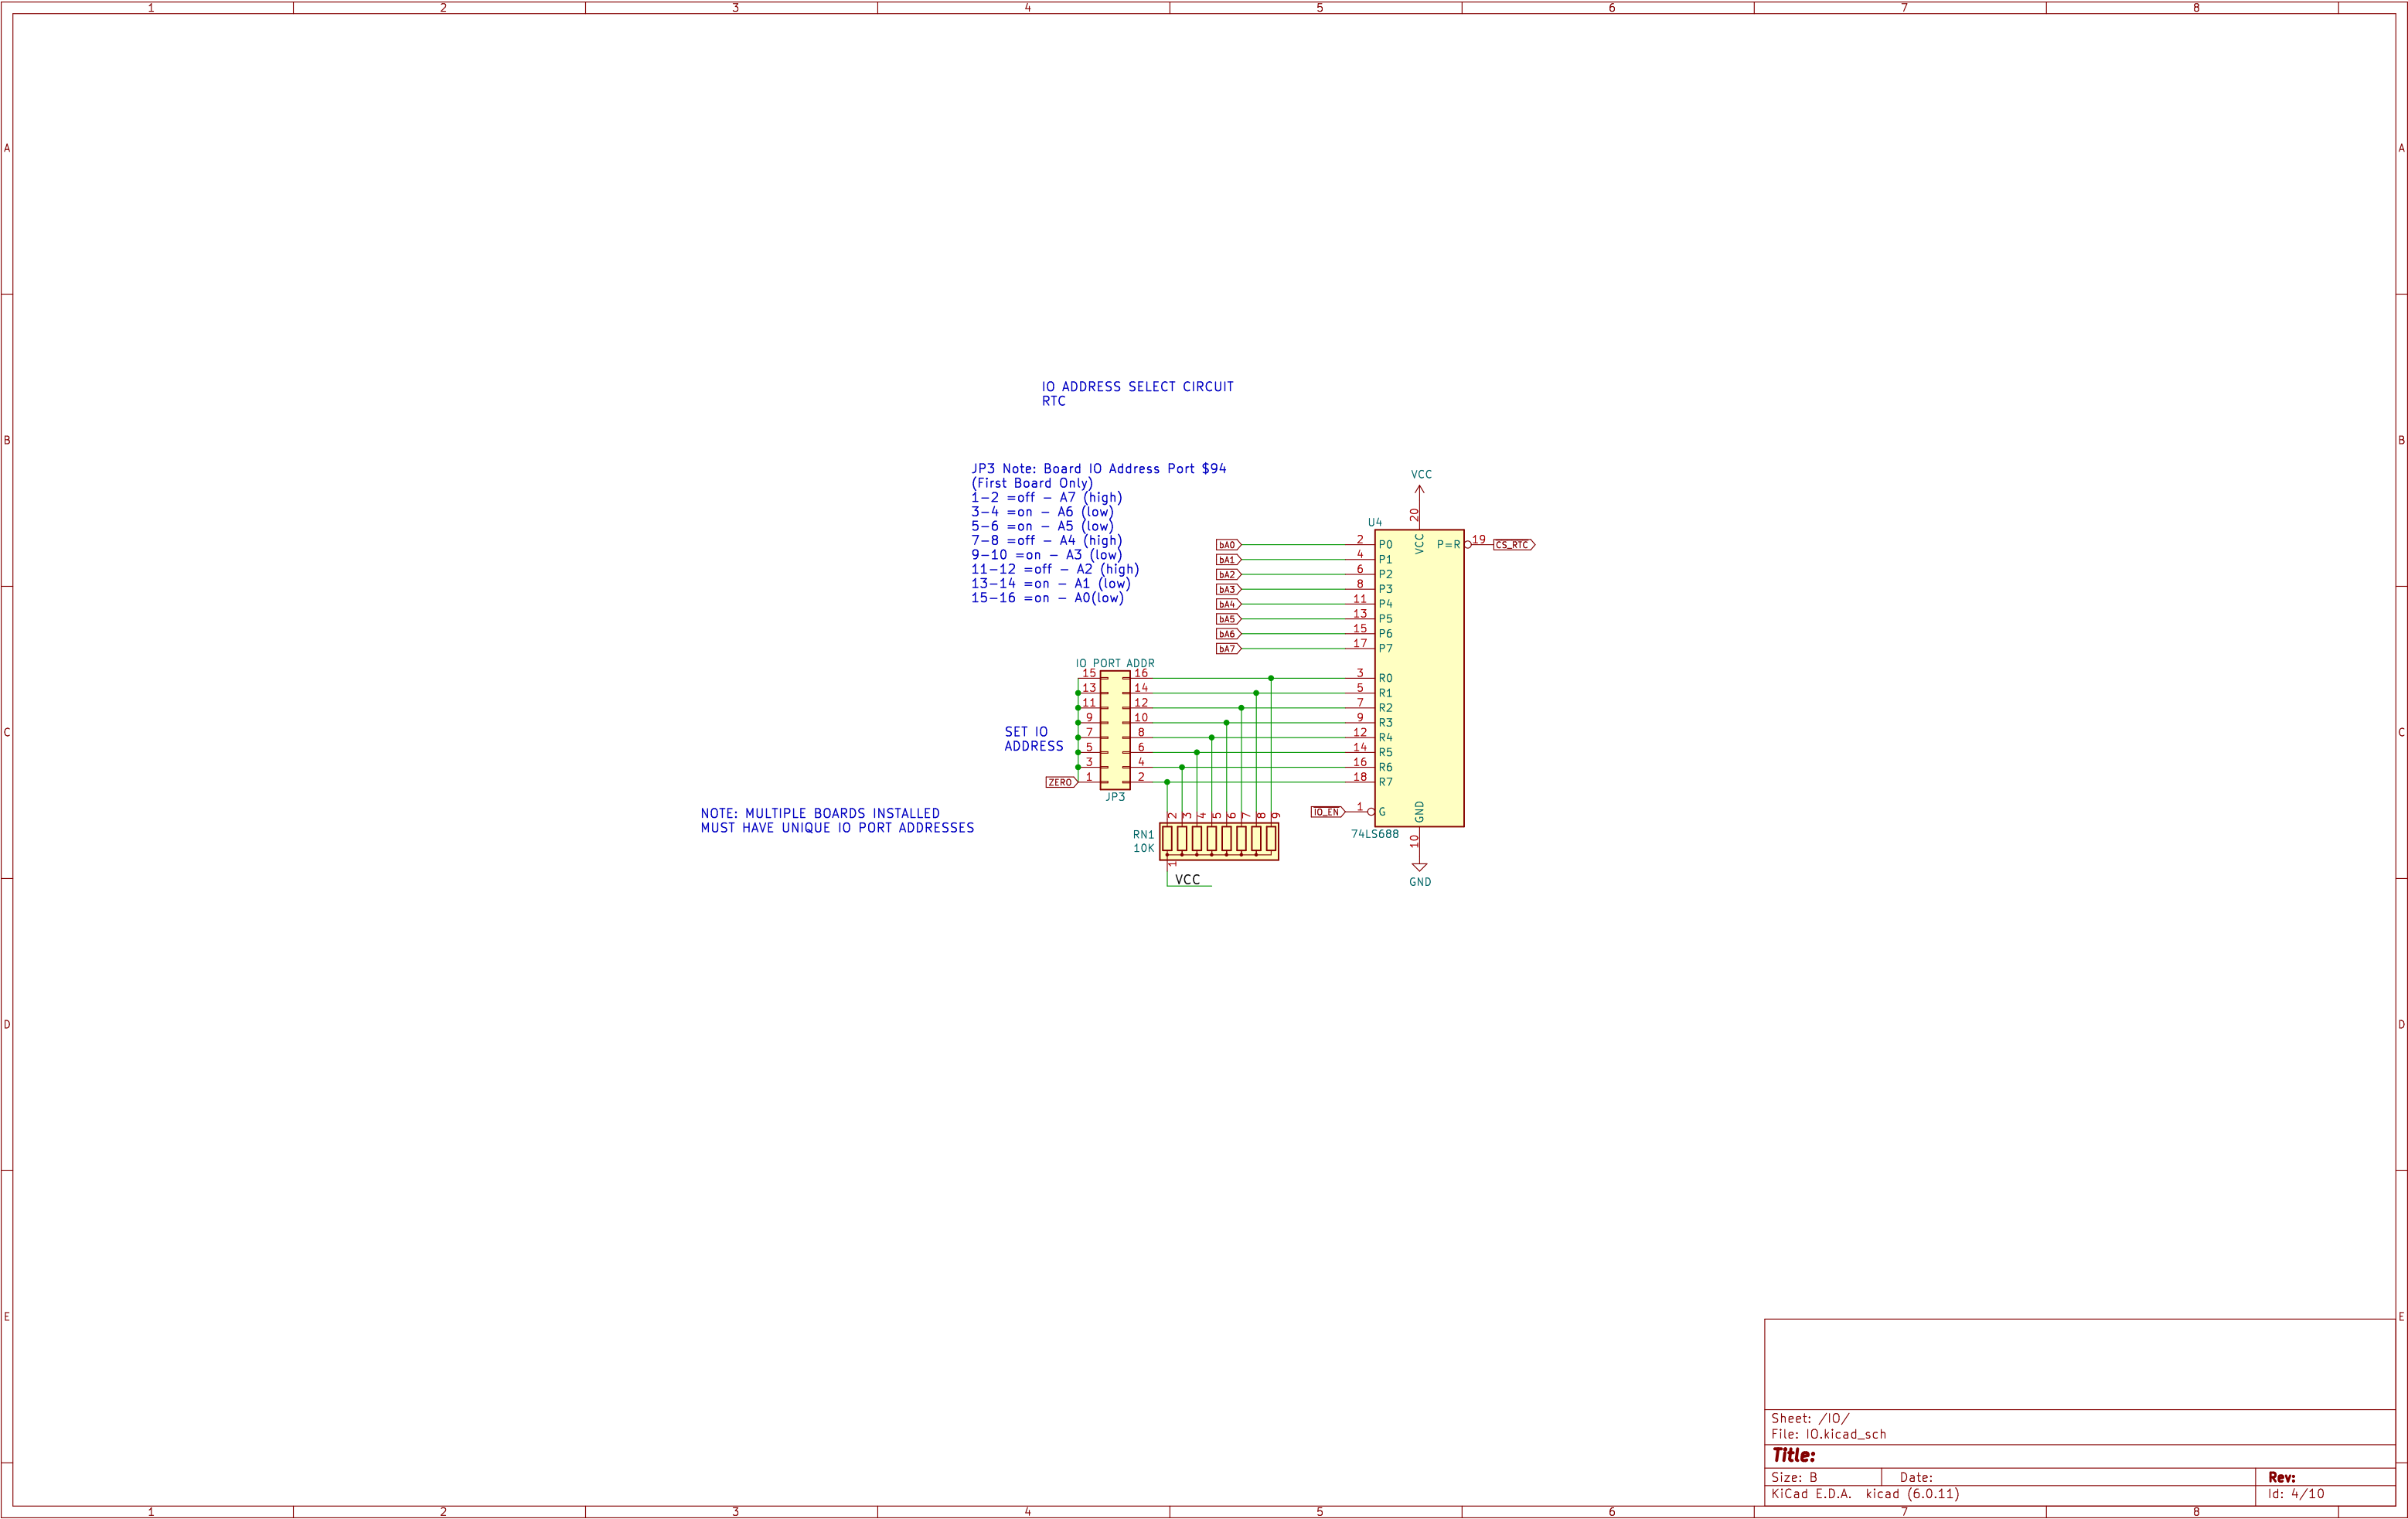 1 2 3 4 5 6 7 8
A A
B B
C C
D D
E E
IO ADDRESS SELECT CIRCUIT
RTC
JP3 Note: Board IO Address Port $94
(First Board Only)
1-2 =off - A7 (high)
3-4 =on - A6 (low)
5-6 =on - A5 (low)
7-8 =off - A4 (high)
9-10 =on - A3 (low)
11-12 =off - A2 (high)
13-14 =on - A1 (low)
15-16 =on - A0(low)
VCC
20
U4
VCC
bA0 2 P0 P=R 19 CS_RTC
bA1 4 P1
bA2 6 P2
bA3 8 P3
bA4 11 P4
bA5 13 P5
bA6 15 P6
bA7 17 P7
IO PORT ADDR
15 16 3 R0
13 14 5 R1
11 12 7 R2
9 10 9 R3
7 8 12 R4
5 6 14 R5
3 4 16 R6
ZERO 1 2 18 R7
JP3
SET IO
ADDRESS
NOTE: MULTIPLE BOARDS INSTALLED
MUST HAVE UNIQUE IO PORT ADDRESSES
IO_EN 1 G GND
74LS688
10
GND
2 3 4 5 6 7 8 9
RN1
10K
1
VCC
Sheet: /IO/
File: IO.kicad_sch
Title:
Size: B Date: Rev:
KiCad E.D.A. kicad (6.0.11) Id: 4/10
1 2 3 4 5 6 7 8